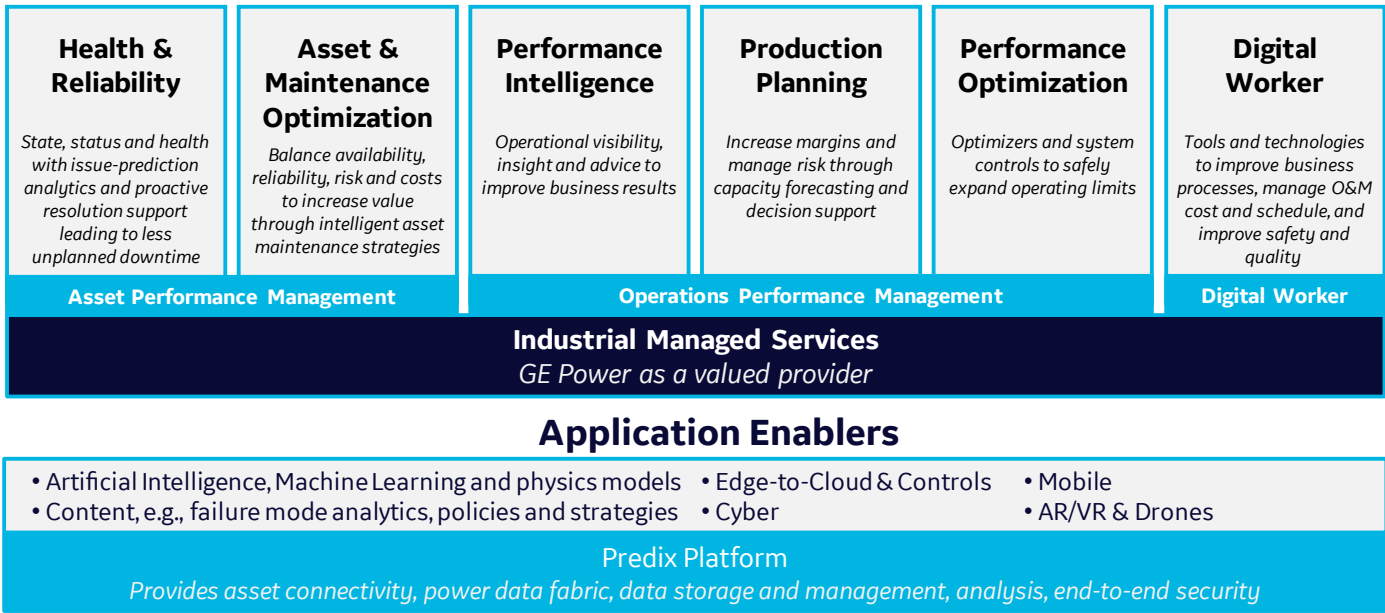 Health &
Reliability
State, status and health
with issue-prediction
analytics and proactive
resolution support
leading to less
unplanned downtime
Asset &
Maintenance
Optimization
Balance availability,
reliability, risk and costs
to increase value
through intelligent asset
maintenance strategies
Performance
Intelligence
Operational visibility,
insight and advice to
improve business results
Production
Planning
Increase margins and
manage risk through
capacity forecasting and
decision support
Performance
Optimization
Optimizers and system
controls to safely
expand operating limits
Digital
Worker
Tools and technologies
to improve business
processes, manage O&M
cost and schedule, and
improve safety and
quality
Asset Performance Management
Operations Performance Management
Digital Worker
Industrial Managed Services
GE Power as a valued provider
Application Enablers
• Artificial Intelligence, Machine Learning and physics models
• Content, e.g., failure mode analytics, policies and strategies
• Edge-to-Cloud & Controls
• Cyber
• Mobile
• AR/VR & Drones
Predix Platform
Provides asset connectivity, power data fabric, data storage and management, analysis, end-to-end security